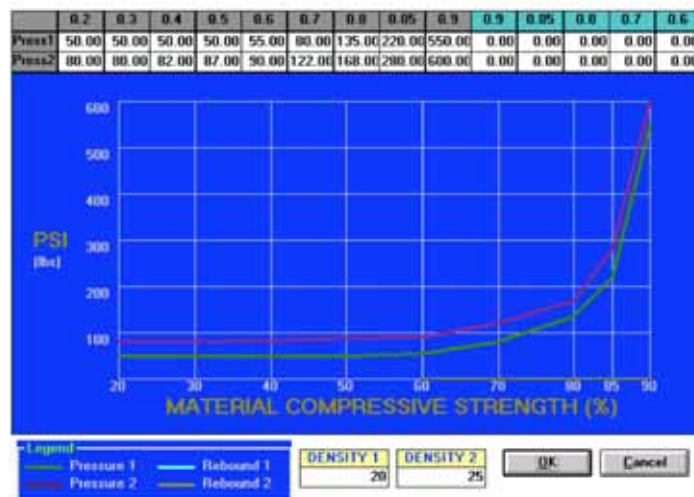 0.2 0.3 0.4 0.5 0.6 0.7 0.8 0.05 0.9 0.9 0.05 0.8 0.7 0.6
Press1 50.00 50.00 50.00 50.00 55.00 80.00 135.00 220.00 550.00 0.00 0.00 0.00 0.00 0.00
Press2 80.00 80.00 82.00 87.00 90.00 122.00 168.00 280.00 600.00 0.00 0.00 0.00 0.00 0.00
600
500
400
300
200
100
PSI
(lbs)
20 30 40 50 60 70 80 85 90
MATERIAL COMPRESSIVE STRENGTH (%)
Legend
Pressure 1 Rebound 1
Pressure 2 Rebound 2
DENSITY 1 DENSITY 2
20 25
OK Cancel